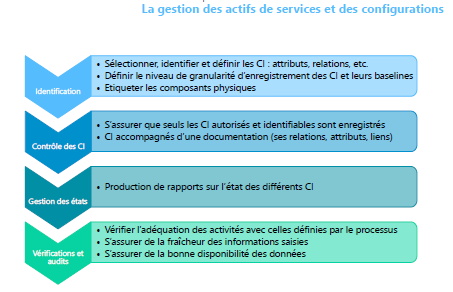 La gestion des actifs de services et des configurations
Identification
• Sélectionner, identifier et définir les CI : attributs, relations, etc.
• Définir le niveau de granularité d'enregistrement des CI et leurs baselines
• Etiqueter les composants physiques
Contrôle des CI
• S'assurer que seuls les CI autorisés et identifiables sont enregistrés
• CI accompagnés d'une documentation (ses relations, attributs, liens)
Gestion des états
• Production de rapports sur l'état des différents CI
Vérifications et
audits
• Vérifier l'adéquation des activités avec celles définies par le processus
• S'assurer de la fraîcheur des informations saisies
• S'assurer de la bonne disponibilité des données